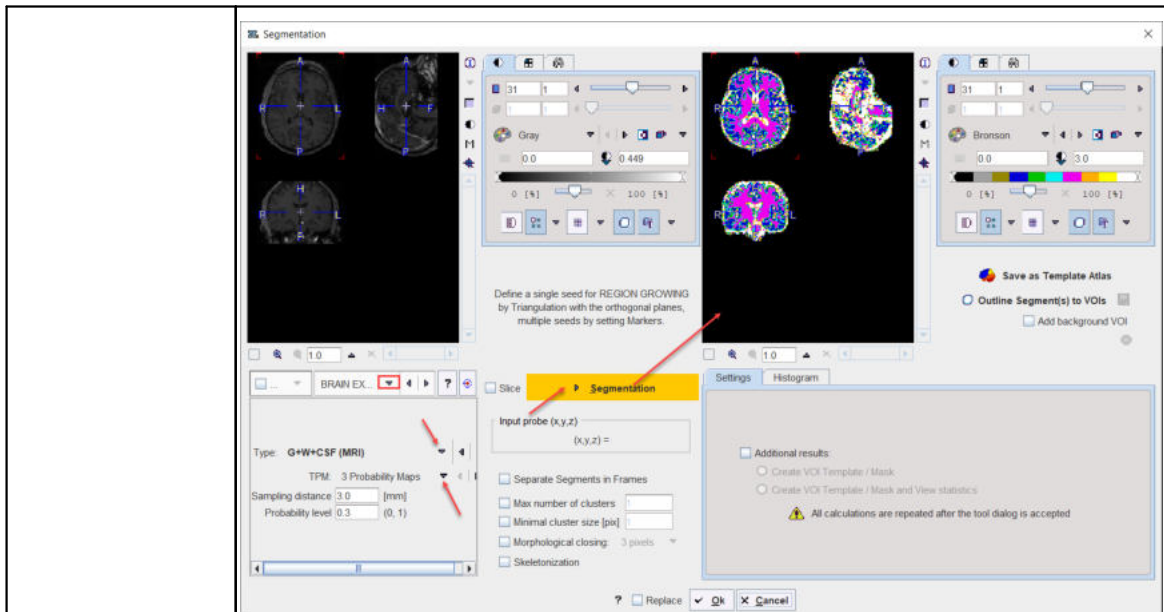 Segmentation
A
R
L
P
A
H
F
P
H
R
L
F
31 1
1 1
Gray
0.0 0.449
0 [%] 100 [%]
M
A
R
L
P
A
H
F
P
H
R
L
F
31 1
1 1
Bronson
0.0 3.0
0 [%] 100 [%]
M
Define a single seed for REGION GROWING
by Triangulation with the orthogonal planes,
multiple seeds by setting Markers.
Save as Template Atlas
Outline Segment(s) to VOIs
Add background VOI
1.0
1.0
... BRAIN EX... ?
Slice
Segmentation
Settings Histogram
Type: G+W+CSF (MRI)
TPM: 3 Probability Maps
Sampling distance 3.0 [mm]
Probability level 0.3 (0, 1)
Input probe (x,y,z)
(x,y,z) =
Separate Segments in Frames
Max number of clusters 1
Minimal cluster size [pix] 1
Morphological closing: 3 pixels
Skeletonization
Additional results:
Create VOI Template / Mask
Create VOI Template / Mask and View statistics
All calculations are repeated after the tool dialog is accepted
? Replace Ok Cancel